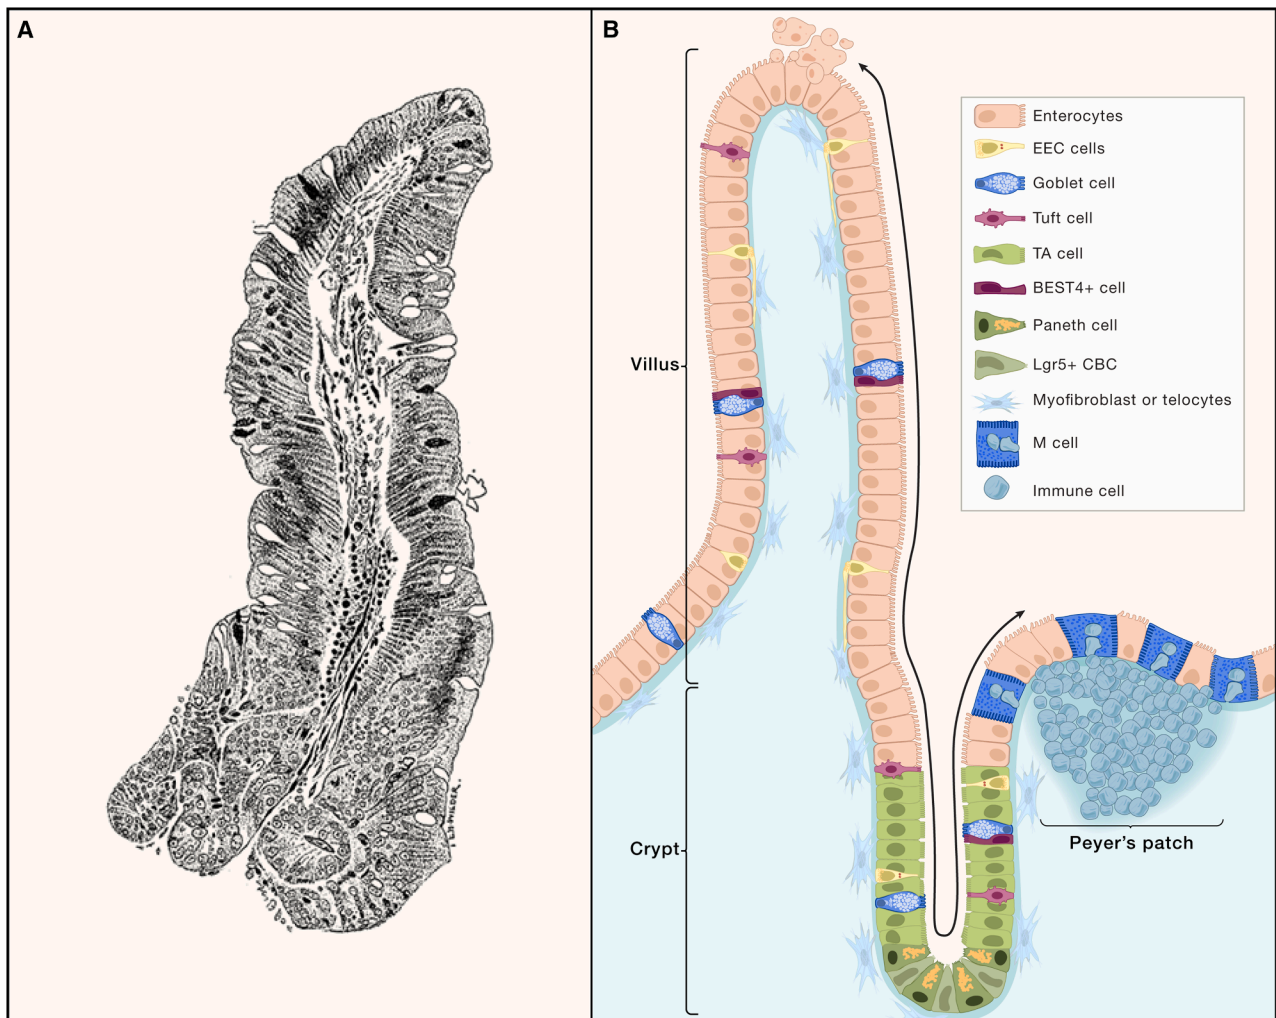 A
B
Enterocytes
EEC cells
Goblet cell
Tuft cell
TA cell
BEST4+ cell
Paneth cell
Lgr5+ CBC
Myofibroblast or telocytes
M cell
Immune cell
Villus
Crypt
Peyer’s patch